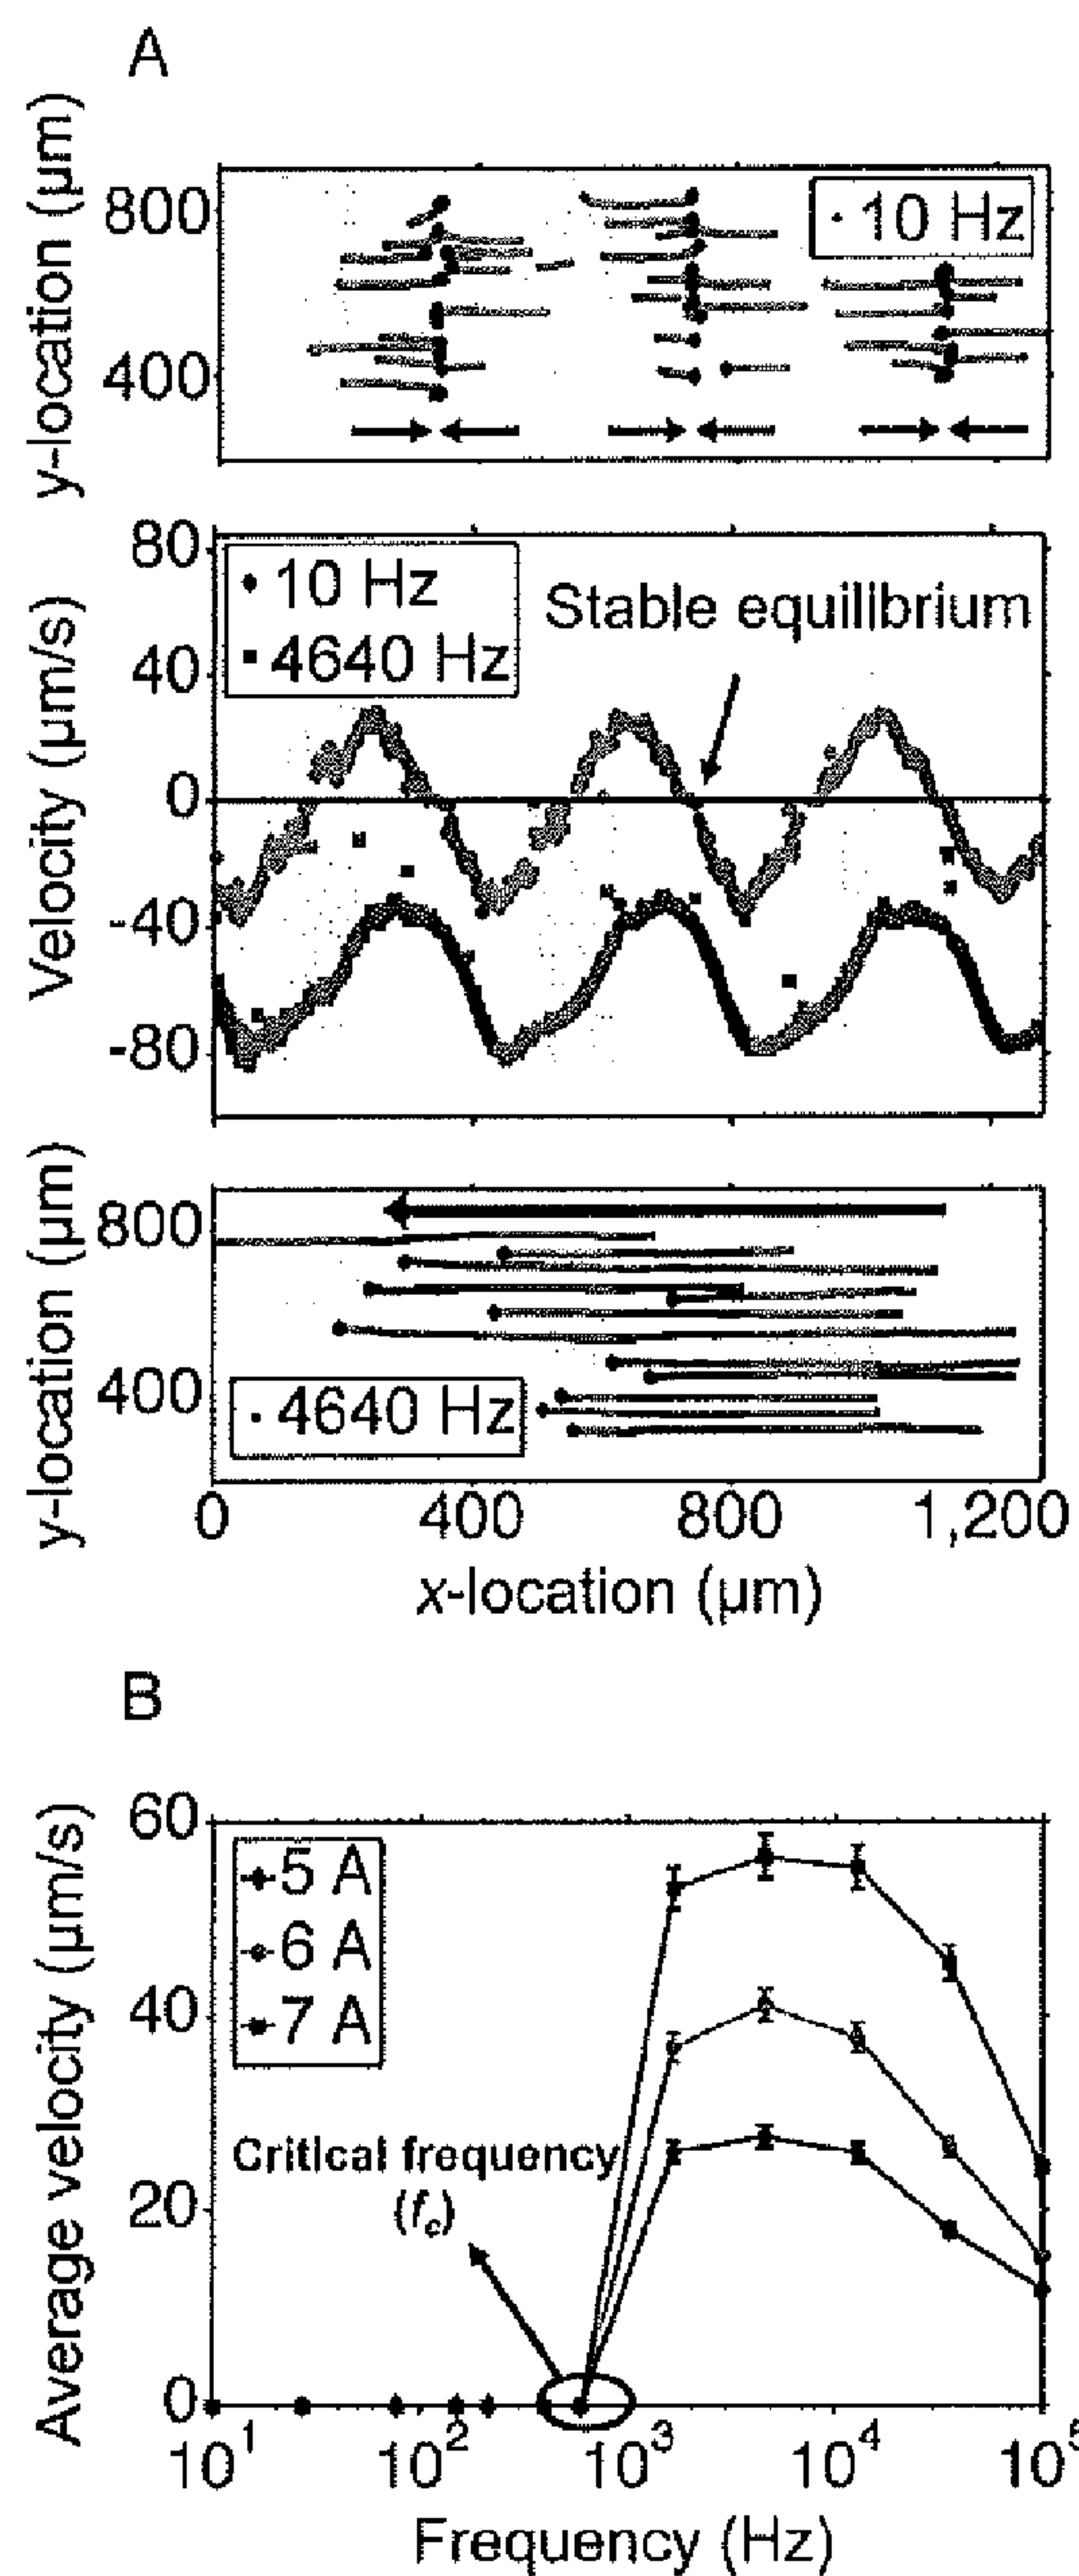 A
y-location (μm)
800
400
10 Hz
Velocity (μm/s)
80
40
0
-40
-80
10 Hz
4640 Hz
Stable equilibrium
y-location (μm)
800
400
4640 Hz
0 400 800 1,200
x-location (μm)
B
Average velocity (μm/s)
60
40
20
0
5 A
6 A
7 A
Critical frequency
(fc)
10¹ 10² 10³ 10⁴ 10⁵
Frequency (Hz)